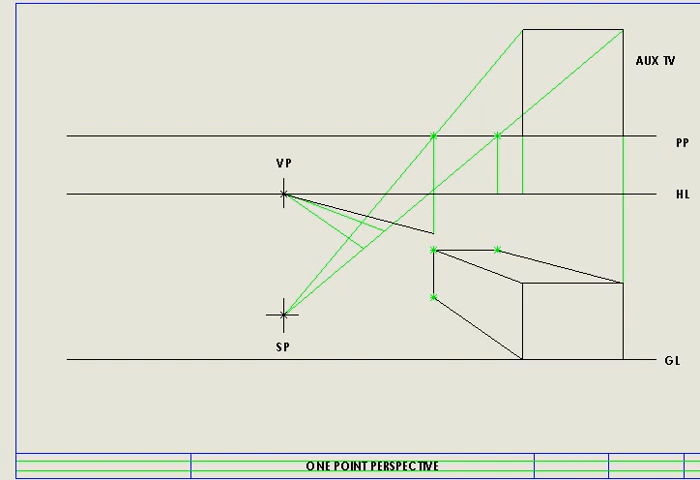 AUX TV
PP
VP
HL
SP
GL
ONE POINT PERSPECTIVE